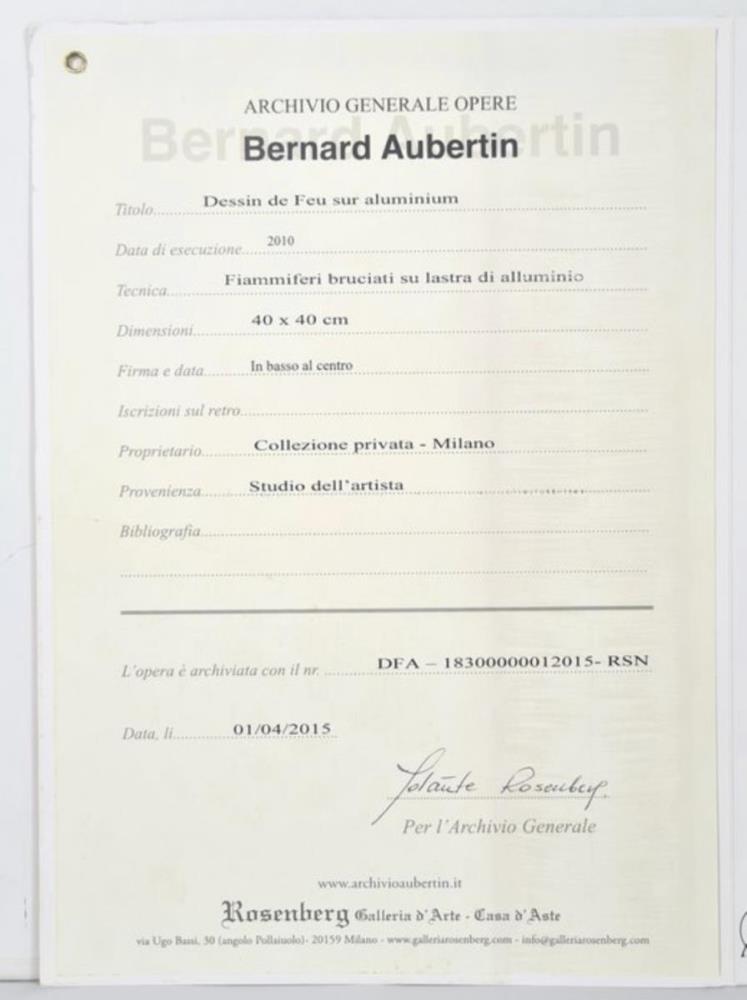 ARCHIVIO GENERALE OPERE
Bernard Aubertin
Bernard Aubertin
Titolo Dessin de Feu sur aluminium
Data di esecuzione 2010
Tecnica Fiammiferi bruciati su lastra di alluminio
Dimensioni 40 x 40 cm
Firma e data In basso al centro
Iscrizioni sul retro
Proprietario Collezione privata - Milano
Provenienza Studio dell'artista
Bibliografia
L'opera è archiviata con il nr. DFA – 18300000012015- RSN
Data, li 01/04/2015
Jolante Rosenberg
Per l'Archivio Generale
www.archivioaubertin.it
Rosenberg Galleria d'Arte - Casa d'Aste
via Ugo Bassi, 30 (angolo Pollaiuolo)- 20159 Milano - www.galleriarosenberg.com - info@galleriarosenberg.com